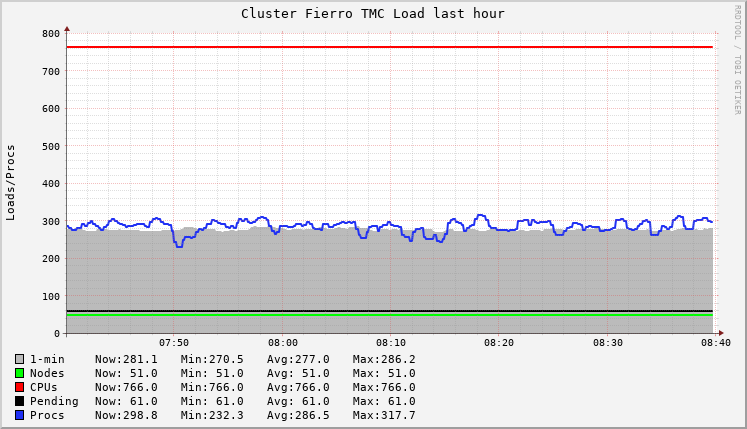 Cluster Fierro TMC Load last hour
RRDTOOL / TOBI OETIKER
Loads/Procs
800
700
600
500
400
300
200
100
0
07:50 08:00 08:10 08:20 08:30 08:40
1-min Now:281.1 Min:270.5 Avg:277.0 Max:286.2
Nodes Now: 51.0 Min: 51.0 Avg: 51.0 Max: 51.0
CPUs Now:766.0 Min:766.0 Avg:766.0 Max:766.0
Pending Now: 61.0 Min: 61.0 Avg: 61.0 Max: 61.0
Procs Now:298.8 Min:232.3 Avg:286.5 Max:317.7